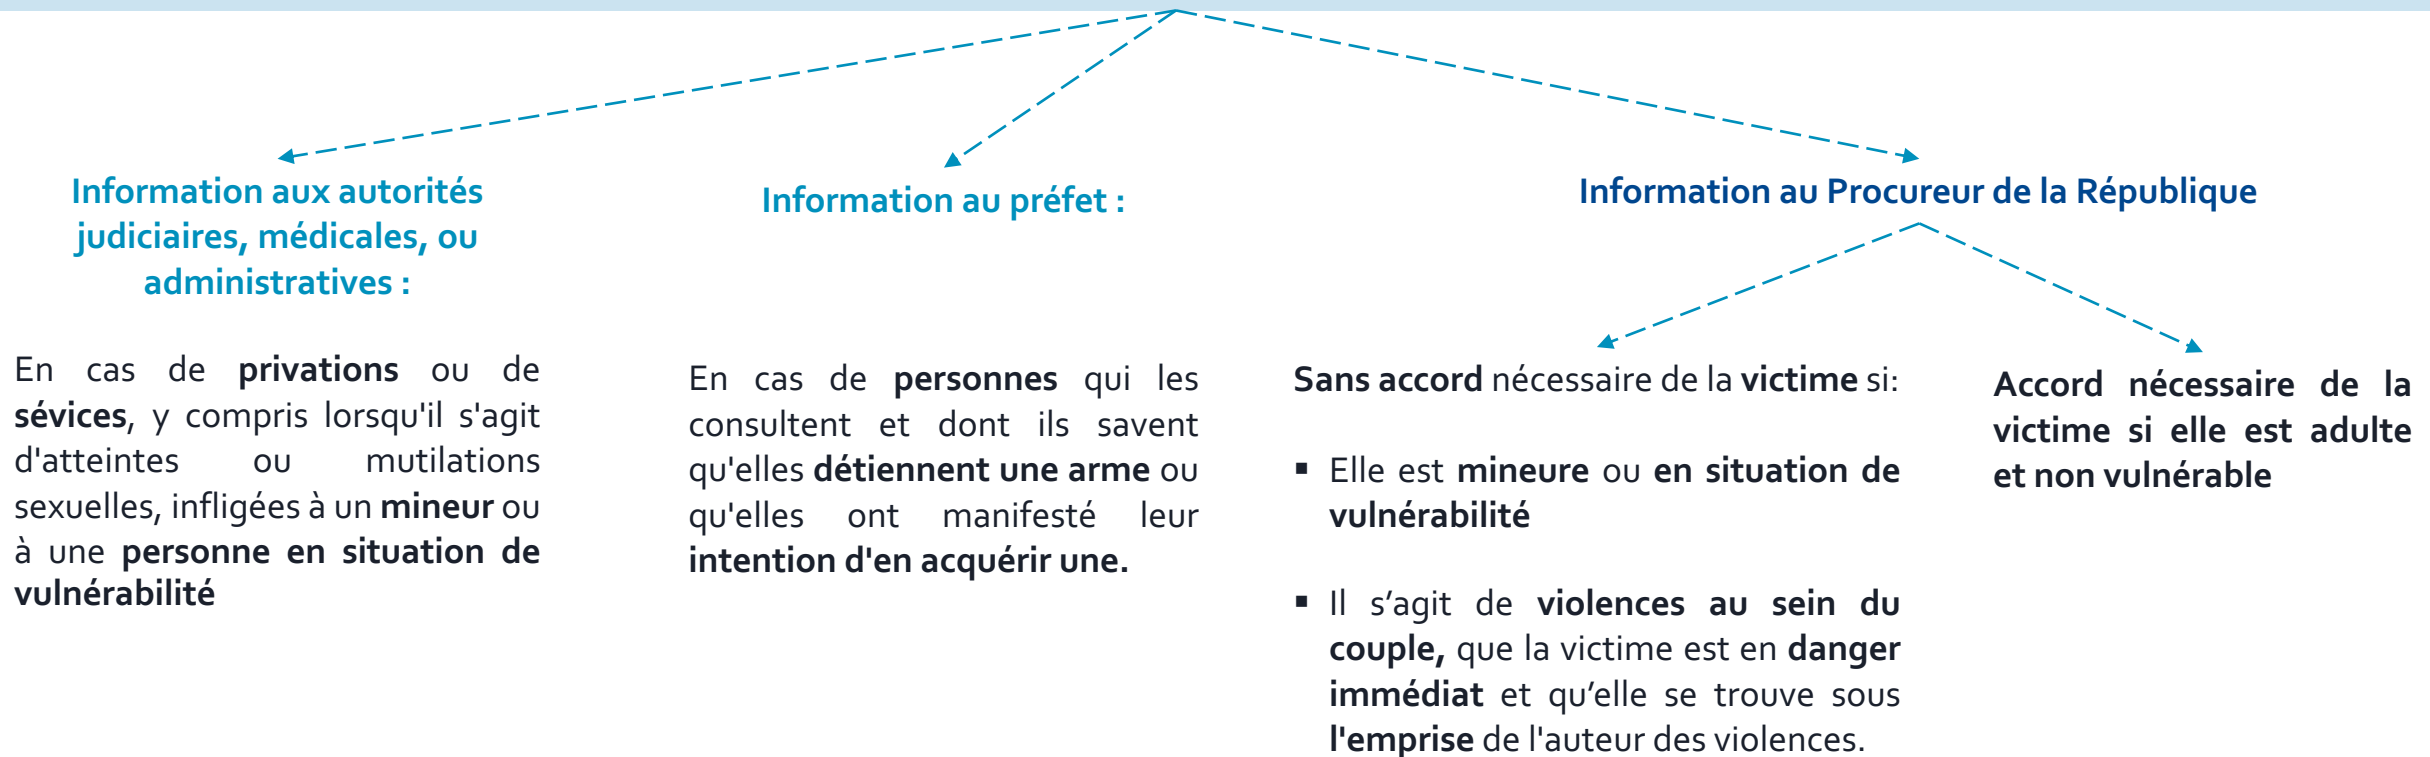 Information aux autorités
judiciaires, médicales, ou
administratives :
En cas de privations ou de
sévices, y compris lorsqu'il s'agit
d'atteintes ou mutilations
sexuelles, infligées à un mineur ou
à une personne en situation de
vulnérabilité
Information au préfet :
En cas de personnes qui les
consultent et dont ils savent
qu'elles détiennent une arme ou
qu'elles ont manifesté leur
intention d'en acquérir une.
Information au Procureur de la République
Sans accord nécessaire de la victime si:
▪ Elle est mineure ou en situation de
vulnérabilité
▪ Il s’agit de violences au sein du
couple, que la victime est en danger
immédiat et qu’elle se trouve sous
l'emprise de l'auteur des violences.
Accord nécessaire de la
victime si elle est adulte
et non vulnérable